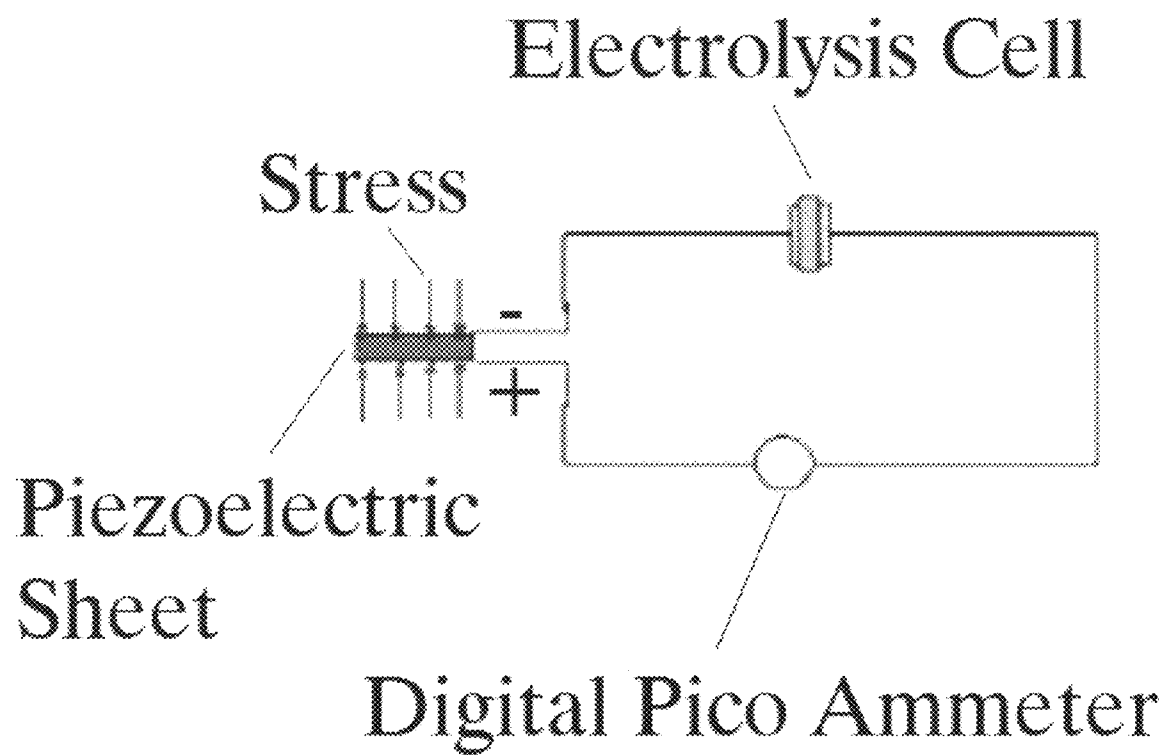 Electrolysis Cell
Stress
-
+
Piezoelectric
Sheet
Digital Pico Ammeter